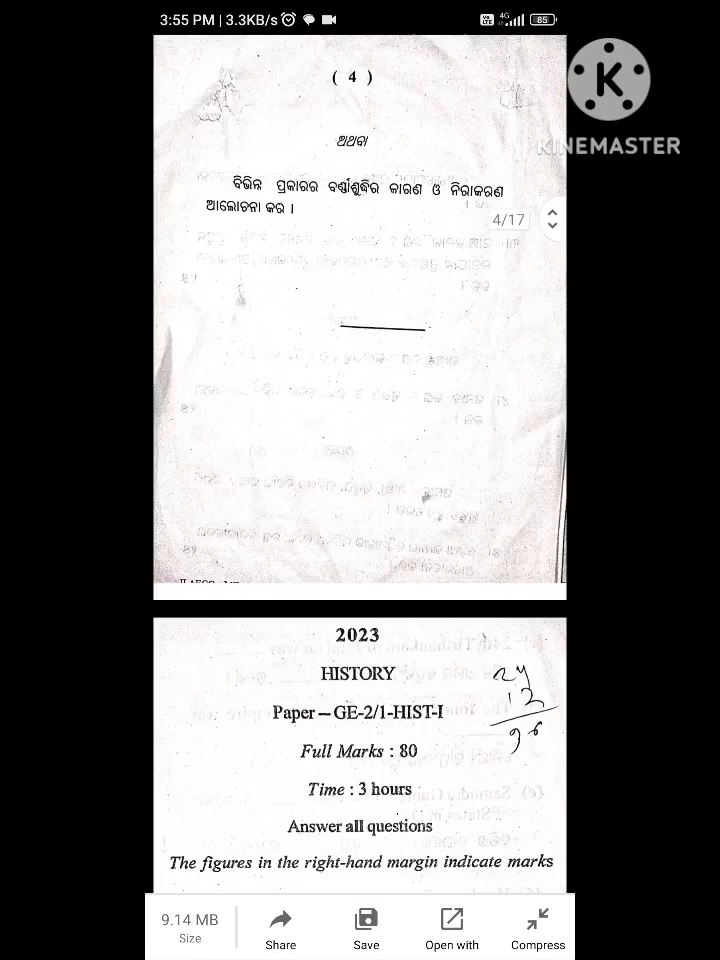 3:55 PM | 3.3KB/s
4G
85
K
KINEMASTER
( 4 )
ଅଥବା
ବିଭିନ୍ନ ପ୍ରକାରର ବର୍ଣ୍ଣାଶୁଦ୍ଧିର କାରଣ ଓ ନିରାକରଣ
ଆଲୋଚନା କର ।
4/17
2023
HISTORY
Paper – GE-2/1-HIST-I
Full Marks : 80
Time : 3 hours
Answer all questions
The figures in the right-hand margin indicate marks
9.14 MB
Size
Share
Save
Open with
Compress